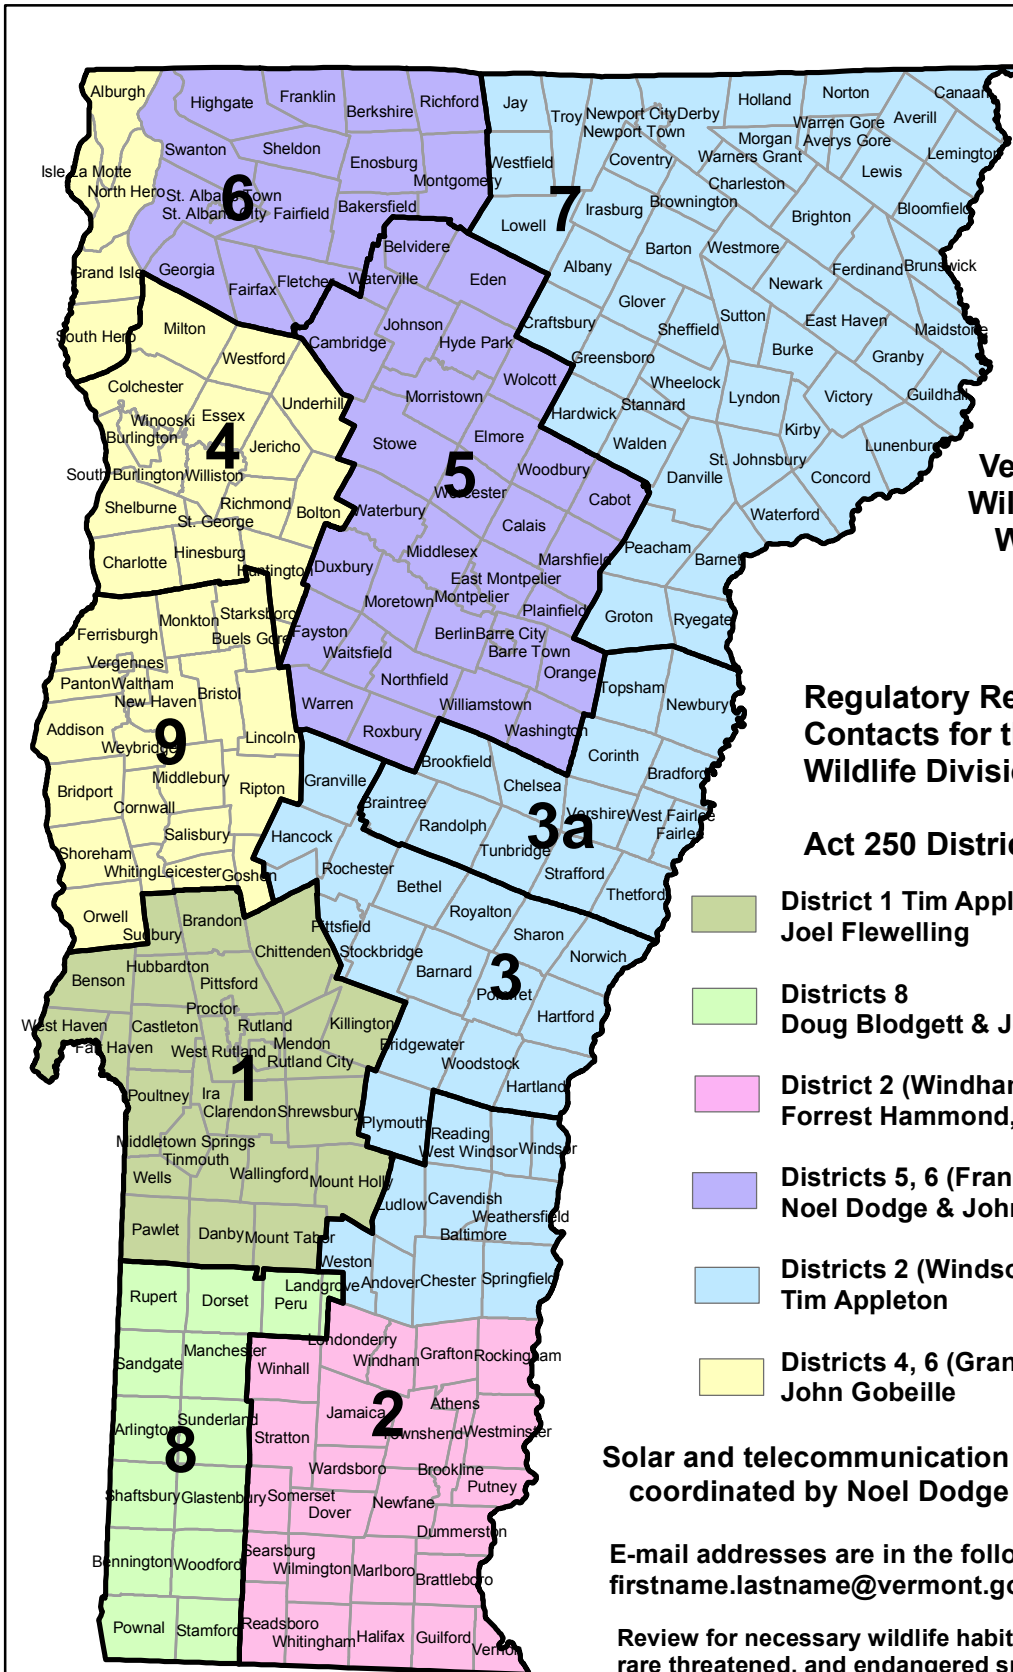 Alburgh
Highgate
Franklin
Berkshire
Richford
Jay
Troy
Newport City
Derby
Newport Town
Holland
Norton
Canaan
Warren Gore
Averill
Morgan
Averys Gore
Swanton
Sheldon
Enosburg
Westfield
Coventry
Warners Grant
Lewis
Lemington
Isle La Motte
North Hero
St. Albans Town
St. Albans City
6
Fairfield
Montgomery
Bakersfield
7
Charleston
Brownington
Irasburg
Brighton
Bloomfield
Lowell
Belvidere
Barton
Westmore
Grand Isle
Georgia
Fairfax
Fletcher
Waterville
Eden
Albany
Newark
Ferdinand
Brunswick
South Hero
Milton
Cambridge
Johnson
Hyde Park
Craftsbury
Glover
Sheffield
Sutton
East Haven
Maidstone
Westford
Greensboro
Burke
Granby
Colchester
Underhill
Morristown
Wolcott
Wheelock
Stannard
Lyndon
Victory
Guildhall
Winooski
Essex
Burlington
4
Jericho
Stowe
5
Elmore
Hardwick
Walden
Kirby
Lunenburg
South Burlington
Williston
Woodbury
St. Johnsbury
Danville
Concord
Ve
Shelburne
Richmond
St. George
Bolton
Waterbury
Worcester
Cabot
Calais
Waterford
Wil
Charlotte
Hinesburg
Huntington
Duxbury
Middlesex
Marshfield
Peacham
Barnet
W
East Montpelier
Montpelier
Moretown
Plainfield
Groton
Ryegate
Ferrisburgh
Monkton
Starksboro
Buels Gore
Fayston
Waitsfield
Berlin
Barre City
Barre Town
Orange
Vergennes
Panton
Waltham
New Haven
Bristol
Northfield
Topsham
Newbury
Warren
Williamstown
Regulatory Re
Addison
9
Weybridge
Lincoln
Roxbury
Washington
Contacts for t
Corinth
Wildlife Divisi
Bridport
Middlebury
Cornwall
Ripton
Granville
Brookfield
Chelsea
Bradford
Braintree
Randolph
3a
Vershire
West Fairlee
Fairlee
Salisbury
Hancock
Tunbridge
Act 250 Distri
Shoreham
Whiting
Leicester
Goshen
Rochester
Bethel
Strafford
Thetford
Orwell
Sudbury
Brandon
Pittsfield
Royalton
District 1 Tim Appl
Joel Flewelling
Chittenden
Stockbridge
Sharon
Norwich
Benson
Hubbardton
Pittsford
Barnard
3
Pomfret
Proctor
Hartford
Districts 8
Doug Blodgett & J
West Haven
Fair Haven
Castleton
Rutland
Killington
West Rutland
Mendon
Rutland City
Bridgewater
Woodstock
1
Poultney
Ira
Clarendon
Shrewsbury
Plymouth
Hartland
District 2 (Windhar
Forrest Hammond,
Middletown Springs
Tinmouth
Reading
West Windsor
Windsor
Wells
Wallingford
Mount Holly
Ludlow
Cavendish
Weathersfield
Baltimore
Districts 5, 6 (Fran
Noel Dodge & Johr
Pawlet
Danby
Mount Tabor
Weston
Andover
Chester
Springfield
Districts 2 (Windso
Tim Appleton
Rupert
Dorset
Landgrove
Peru
Sandgate
Manchester
Londonderry
Winhall
Windham
Grafton
Rockingham
Districts 4, 6 (Gran
John Gobeille
Arlington
Sunderland
8
Stratton
Jamaica
2
Athens
Townshend
Westminster
Wardsboro
Brookline
Solar and telecommunication
coordinated by Noel Dodge
Shaftsbury
Glastenbury
Somerset
Dover
Newfane
Putney
Dummerston
Bennington
Woodford
Searsburg
Wilmington
Marlboro
Brattleboro
E-mail addresses are in the follo
firstname.lastname@vermont.go
Pownal
Stamford
Readsboro
Whitingham
Halifax
Guilford
Vernon
Review for necessary wildlife habit
rare threatened, and endangered s